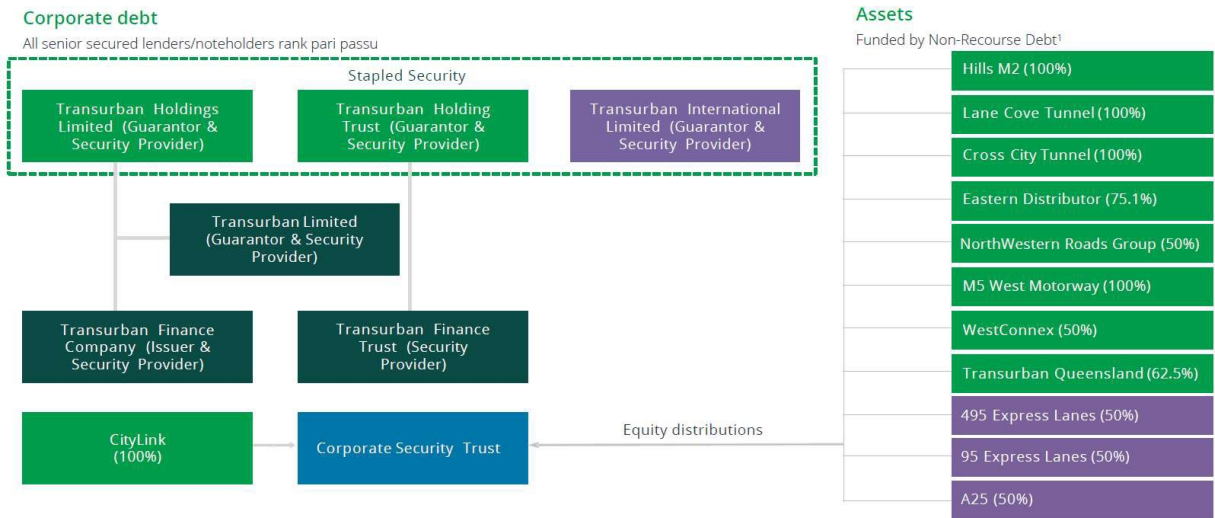 Corporate debt
All senior secured lenders/noteholders rank pari passu
Stapled Security
Transurban Holdings
Limited (Guarantor &
Security Provider)
Transurban Holding
Trust (Guarantor &
Security Provider)
Transurban International
Limited (Guarantor &
Security Provider)
Transurban Limited
(Guarantor & Security
Provider)
Transurban Finance
Company (Issuer &
Security Provider)
Transurban Finance
Trust (Security
Provider)
CityLink
(100%)
Corporate Security Trust
Equity distributions
Assets
Funded by Non-Recourse Debt¹
Hills M2 (100%)
Lane Cove Tunnel (100%)
Cross City Tunnel (100%)
Eastern Distributor (75.1%)
NorthWestern Roads Group (50%)
M5 West Motorway (100%)
WestConnex (50%)
Transurban Queensland (62.5%)
495 Express Lanes (50%)
95 Express Lanes (50%)
A25 (50%)